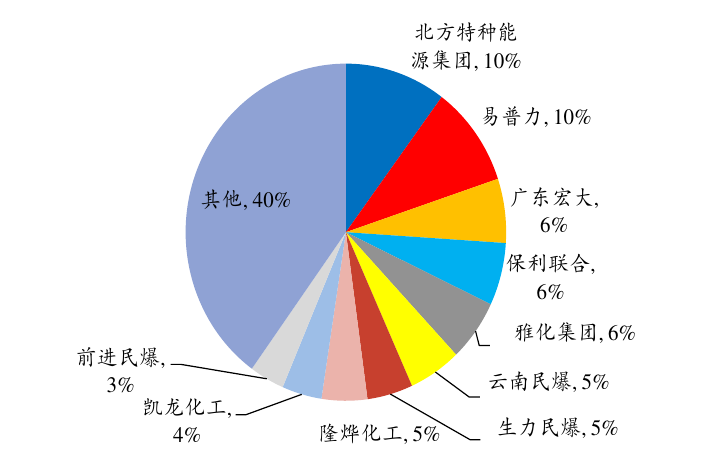 北方特种能
源集团, 10%
易普力, 10%
广东宏大,
6%
保利联合,
6%
雅化集团, 6%
云南民爆, 5%
生力民爆, 5%
隆烨化工, 5%
凯龙化工,
4%
前进民爆,
3%
其他, 40%